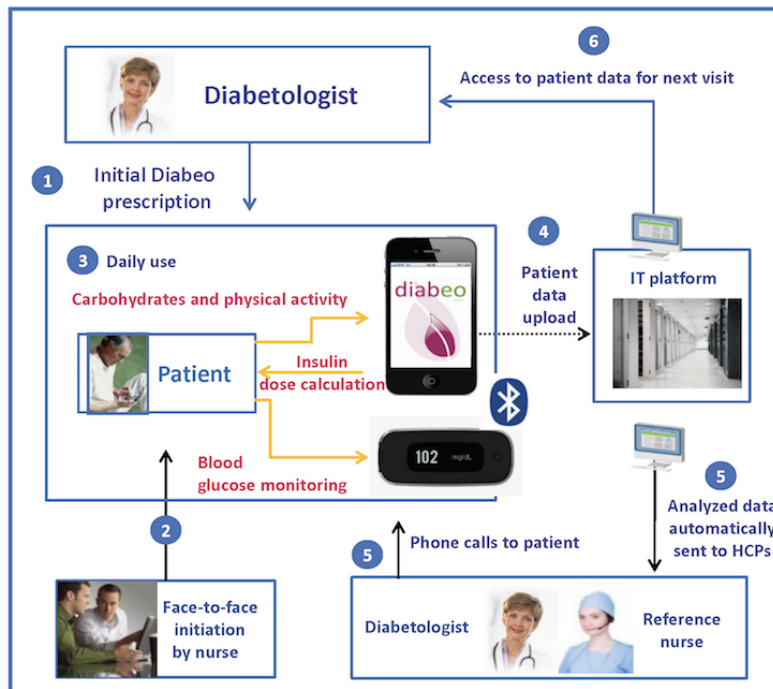 6
Access to patient data for next visit
Diabetologist
1
Initial Diabeo
prescription
3 Daily use
Carbohydrates and physical activity
diabeo
Patient
Insulin
dose calculation
102 mg/dL
Blood
glucose monitoring
4
Patient
data
upload
IT platform
2
Face-to-face
initiation
by nurse
5
Phone calls to patient
5
Analyzed data
automatically
sent to HCPs
Diabetologist
Reference
nurse